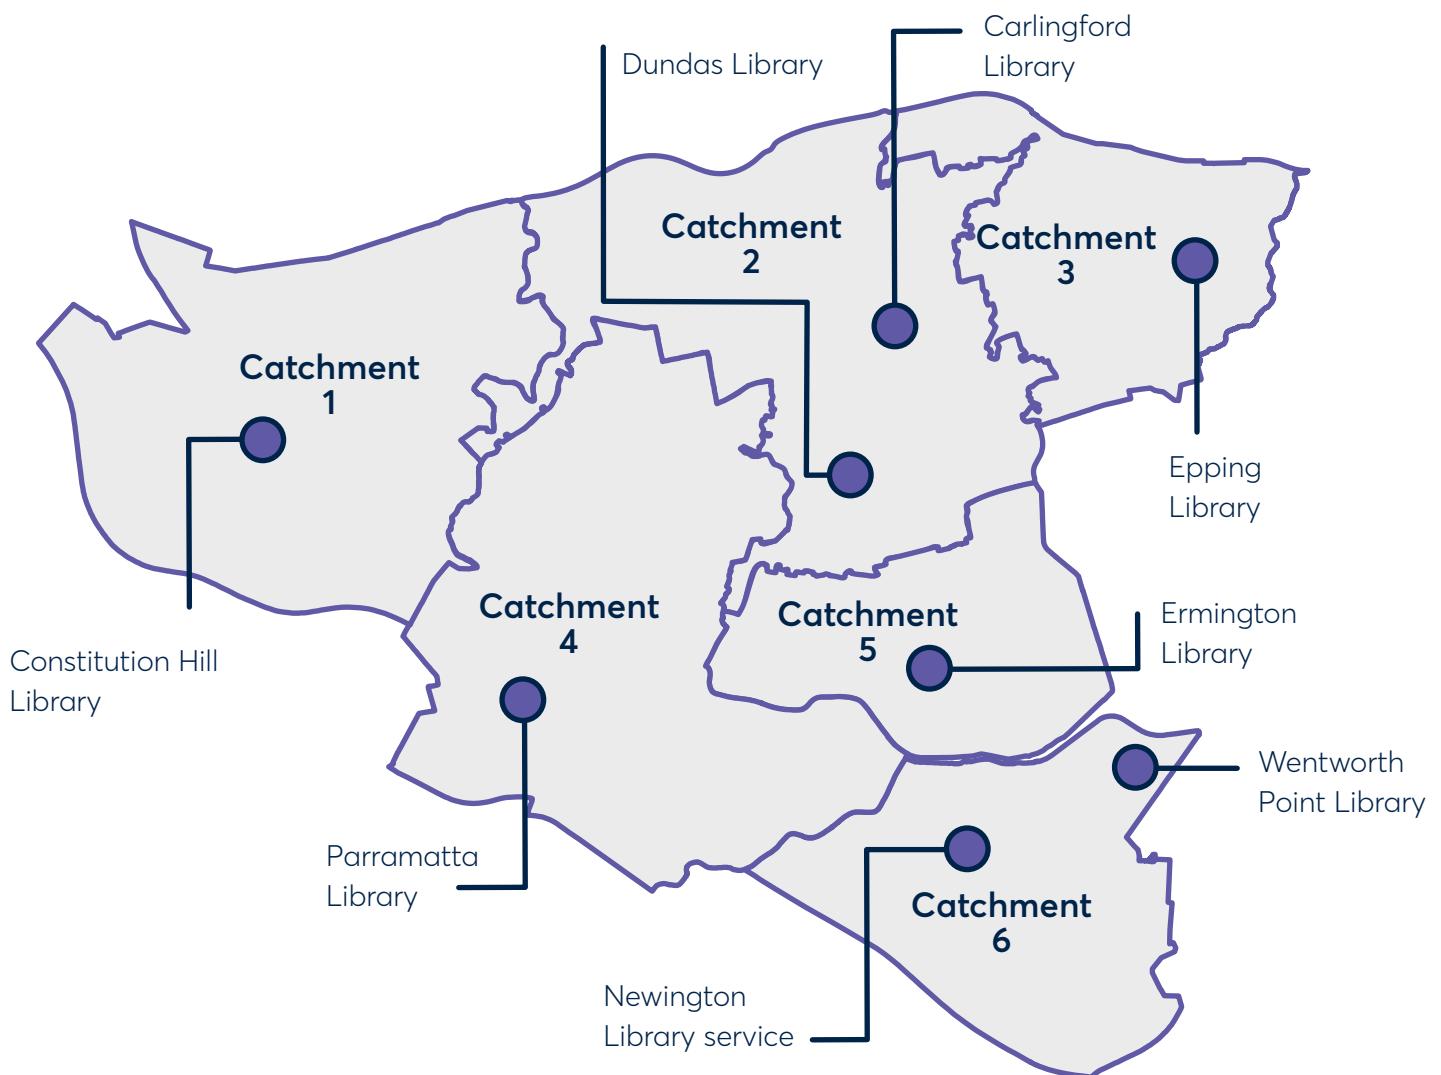 Carlingford
Library
Dundas Library
Catchment
2
Catchment
3
Catchment
1
Epping
Library
Catchment
4
Catchment
5
Ermington
Library
Constitution Hill
Library
Wentworth
Point Library
Parramatta
Library
Catchment
6
Newington
Library service